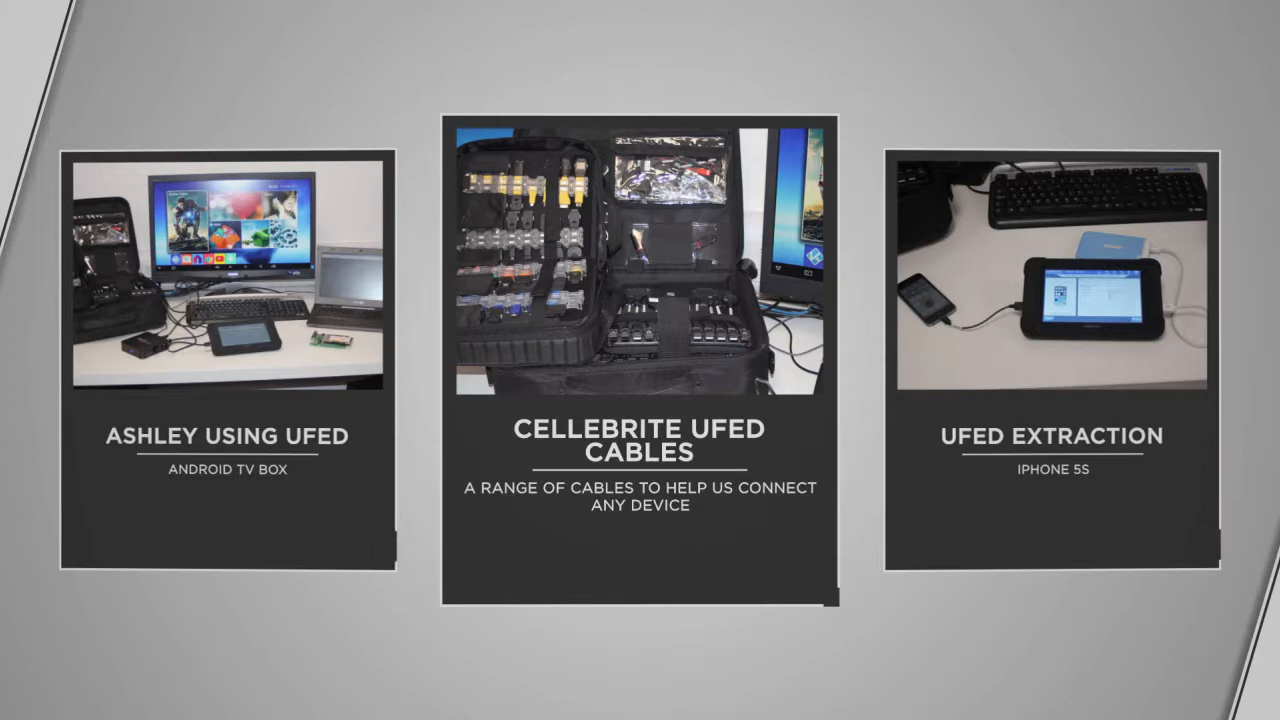 ASHLEY USING UFED
ANDROID TV BOX
CELLEBRITE UFED
CABLES
A RANGE OF CABLES TO HELP US CONNECT
ANY DEVICE
UFED EXTRACTION
IPHONE 5S